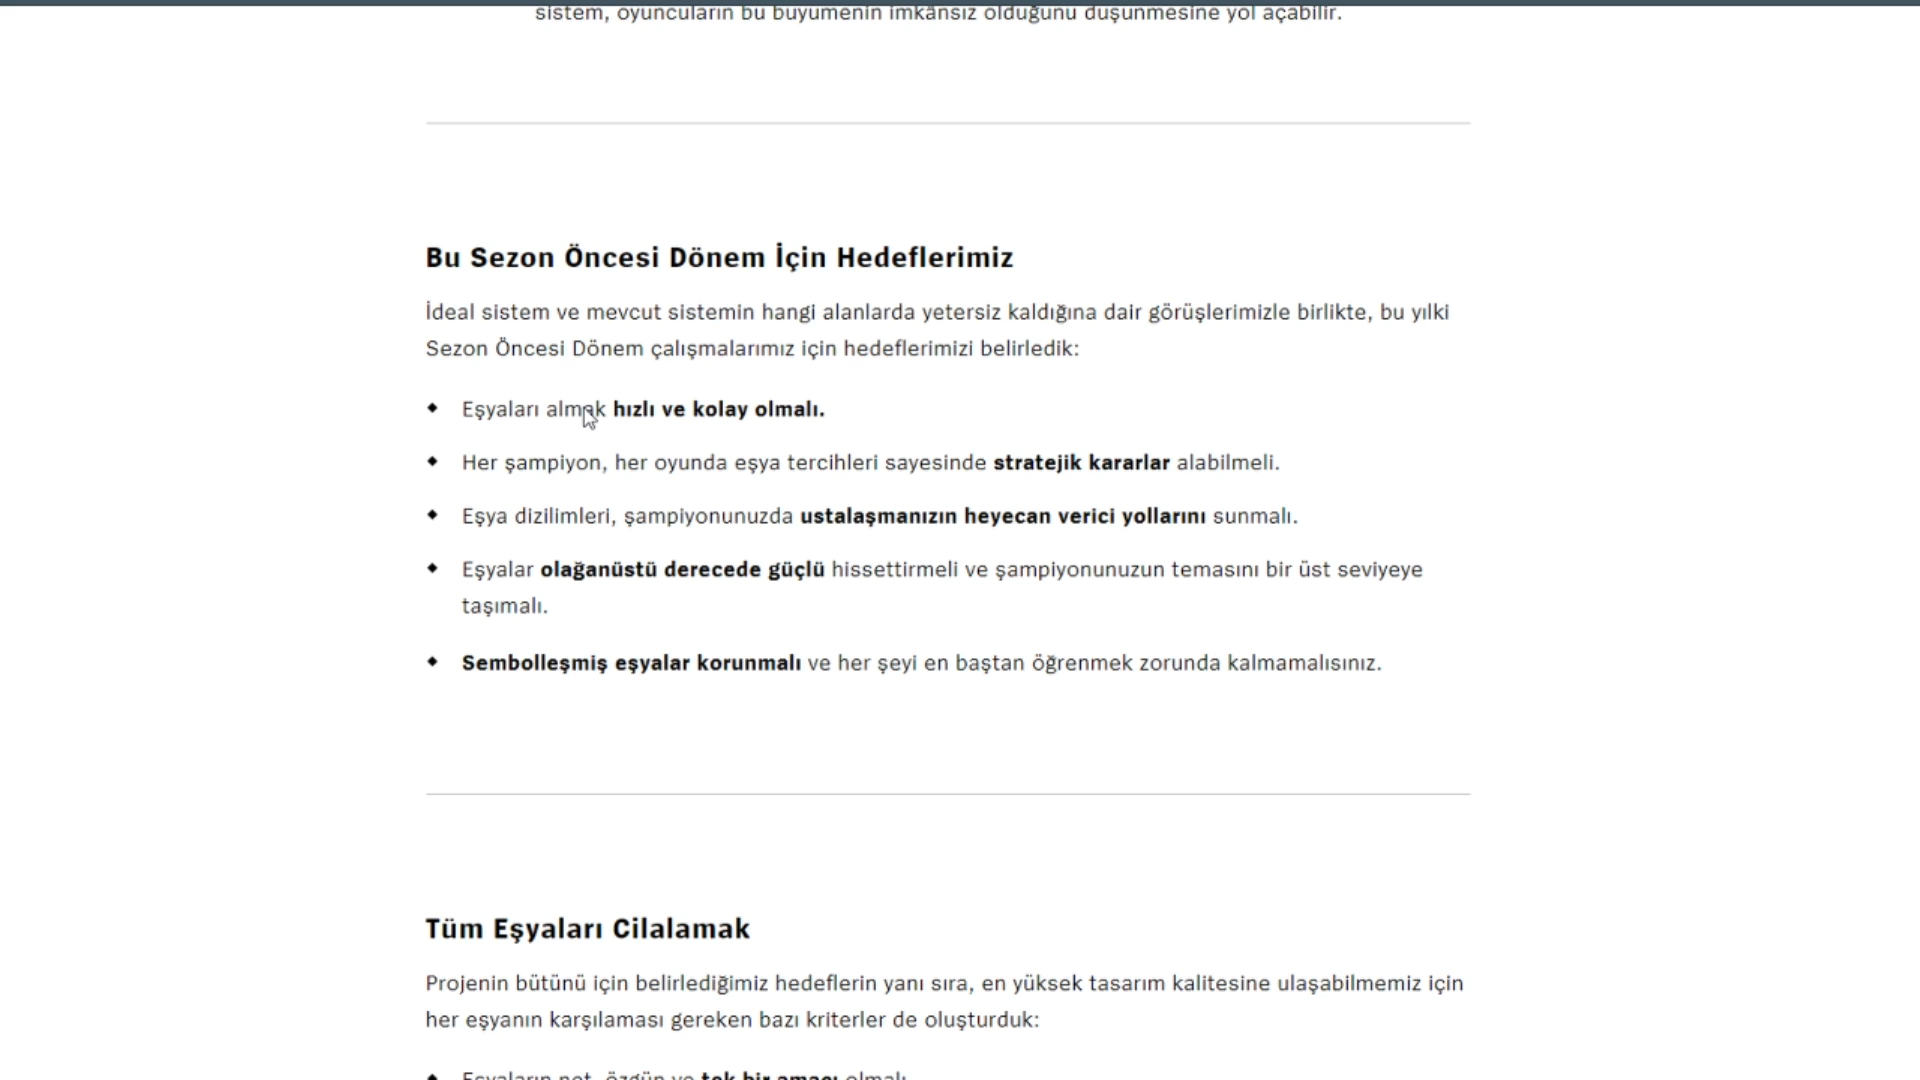 sistem, oyuncuların bu büyümenin imkânsız olduğunu düşünmesine yol açabilir.
Bu Sezon Öncesi Dönem İçin Hedeflerimiz
İdeal sistem ve mevcut sistemin hangi alanlarda yetersiz kaldığına dair görüşlerimizle birlikte, bu yılki
Sezon Öncesi Dönem çalışmalarımız için hedeflerimizi belirledik:
◆ Eşyaları almak hızlı ve kolay olmalı.
◆ Her şampiyon, her oyunda eşya tercihleri sayesinde stratejik kararlar alabilmeli.
◆ Eşya dizilimleri, şampiyonunuzda ustalaşmanızın heyecan verici yollarını sunmalı.
◆ Eşyalar olağanüstü derecede güçlü hissettirmeli ve şampiyonunuzun temasını bir üst seviyeye
taşımalı.
◆ Sembolleşmiş eşyalar korunmalı ve her şeyi en baştan öğrenmek zorunda kalmamalısınız.
Tüm Eşyaları Cilalamak
Projenin bütünü için belirlediğimiz hedeflerin yanı sıra, en yüksek tasarım kalitesine ulaşabilmemiz için
her eşyanın karşılaması gereken bazı kriterler de oluşturduk:
◆ Eşyaların net, özgün ve tek bir amacı olmalı